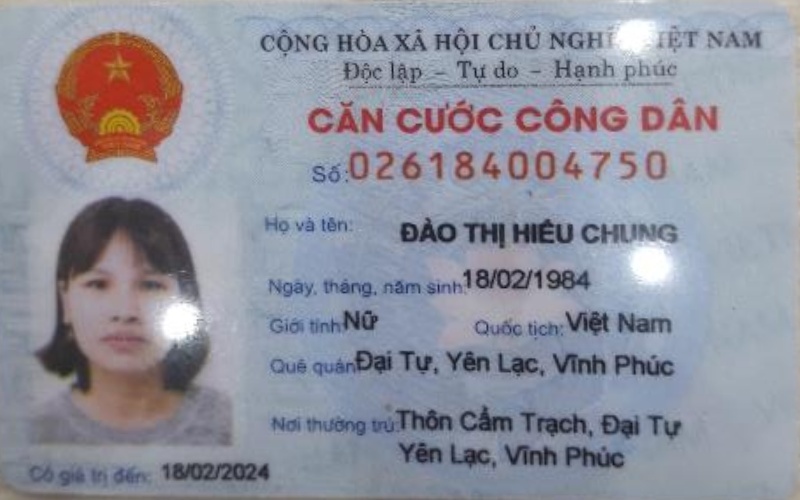 CỘNG HÒA XÃ HỘI CHỦ NGHĨA VIỆT NAM
Độc lập – Tự do – Hạnh phúc
CĂN CƯỚC CÔNG DÂN
Số: 026184004750
Họ và tên: ĐÀO THỊ HIẾU CHUNG
Ngày, tháng, năm sinh: 18/02/1984
Giới tính: Nữ Quốc tịch: Việt Nam
Quê quán: Đại Tự, Yên Lạc, Vĩnh Phúc
Nơi thường trú: Thôn Cẩm Trạch, Đại Tự
Yên Lạc, Vĩnh Phúc
Có giá trị đến: 18/02/2024